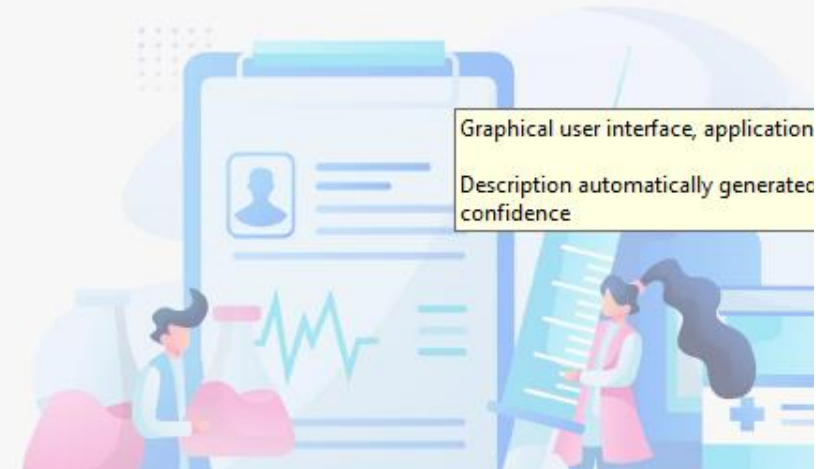 Graphical user interface, application
Description automatically generated
confidence